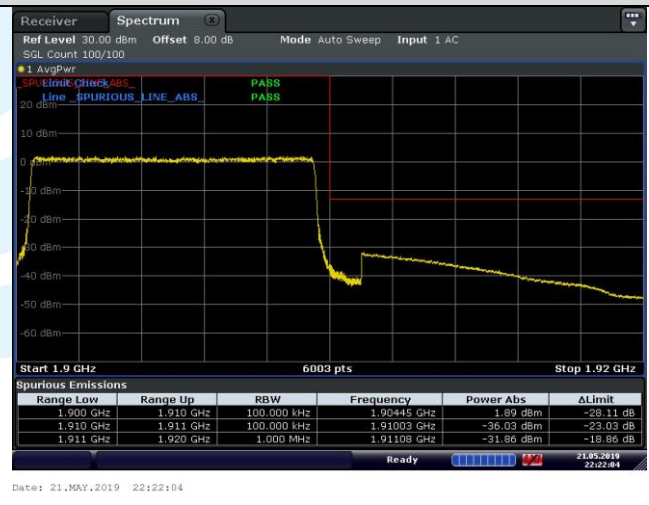 Receiver Spectrum
Ref Level 30.00 dBm Offset 8.00 dB Mode Auto Sweep Input 1 AC
SGL Count 100/100
1 AvgPwr
Limit Check PASS
Line _SPURIOUS_LINE_ABS_ PASS
20 dBm
10 dBm
0 dBm
-10 dBm
-20 dBm
-30 dBm
-40 dBm
-50 dBm
-60 dBm
Start 1.9 GHz 6003 pts Stop 1.92 GHz
Spurious Emissions
Range Low Range Up RBW Frequency Power Abs ΔLimit
1.900 GHz 1.910 GHz 100.000 kHz 1.90445 GHz 1.89 dBm -28.11 dB
1.910 GHz 1.911 GHz 100.000 kHz 1.91003 GHz -36.03 dBm -23.03 dB
1.911 GHz 1.920 GHz 1.000 MHz 1.91108 GHz -31.86 dBm -18.86 dB
Ready 21.05.2019
22:22:04
Date: 21.MAY.2019 22:22:04